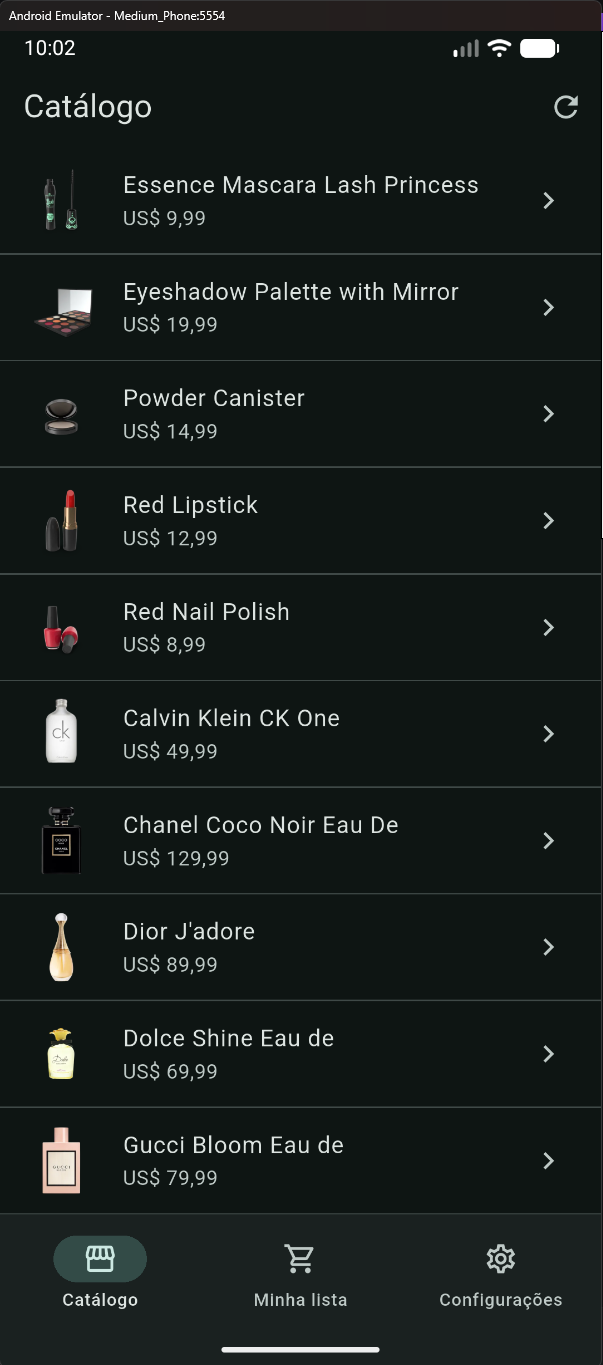 Android Emulator - Medium_Phone:5554
10:02
Catálogo
Essence Mascara Lash Princess
US$ 9,99
Eyeshadow Palette with Mirror
US$ 19,99
Powder Canister
US$ 14,99
Red Lipstick
US$ 12,99
Red Nail Polish
US$ 8,99
ck
Calvin Klein CK One
US$ 49,99
Chanel Coco Noir Eau De
US$ 129,99
Dior J'adore
US$ 89,99
Dolce Shine Eau de
US$ 69,99
GUCCI
Gucci Bloom Eau de
US$ 79,99
Catálogo
Minha lista
Configurações